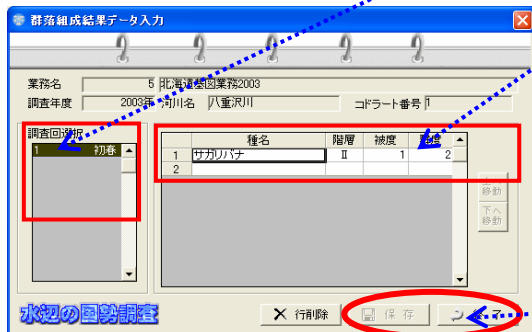 群落組成結果データ入力
業務名 5 北海道基図業務2003
調査年度 2003年 河川名 八重沢川 コドラート番号 1
調査回選択
1 初春
種名 階層 被度
1 サガリバナ Ⅱ 1 2
2
上へ移動
下へ移動
水辺の国勢調査
行削除 保存